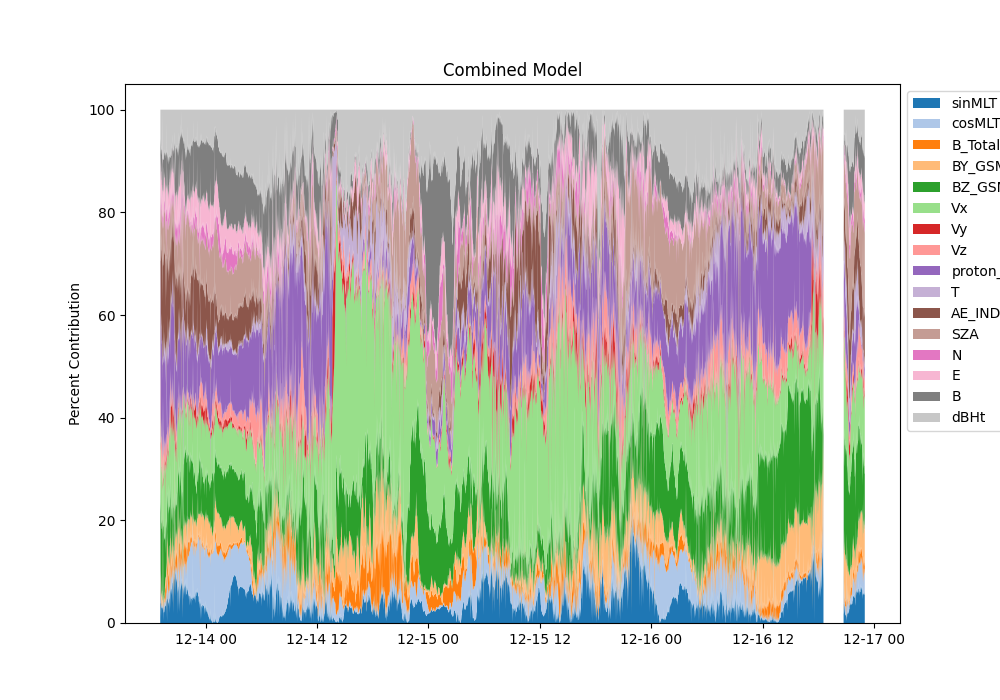 Combined Model
Percent Contribution
100
80
60
40
20
0
12-14 00
12-14 12
12-15 00
12-15 12
12-16 00
12-16 12
12-17 00
sinMLT
cosMLT
B_Total
BY_GSM
BZ_GSM
Vx
Vy
Vz
proton_
T
AE_IND
SZA
N
E
B
dBHt